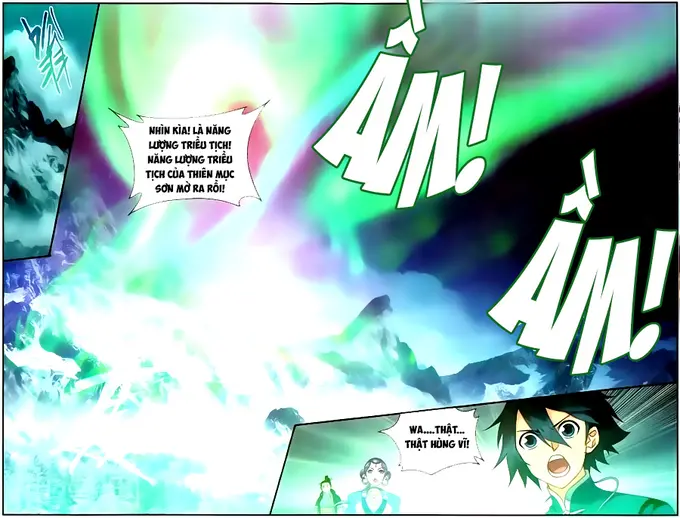 NHÌN KÌA! LÀ NĂNG
LƯỢNG TRIỀU TỊCH!
NĂNG LƯỢNG TRIỀU
TỊCH CỦA THIÊN MỤC
SƠN MỞ RA RỒI!
ẦM!
ẦM!
WA....THẬT...
THẬT HÙNG VĨ!